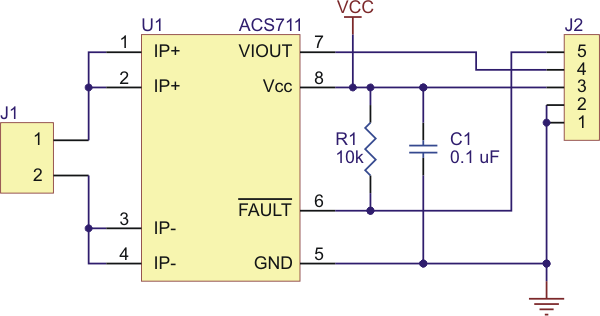 VCC
U1 ACS711 J2
1 IP+ VIOUT 7 5
4
2 IP+ Vcc 8 3
2
J1 1
1 R1 C1
10k 0.1 uF
2
FAULT 6
3 IP-
4 IP- GND 5